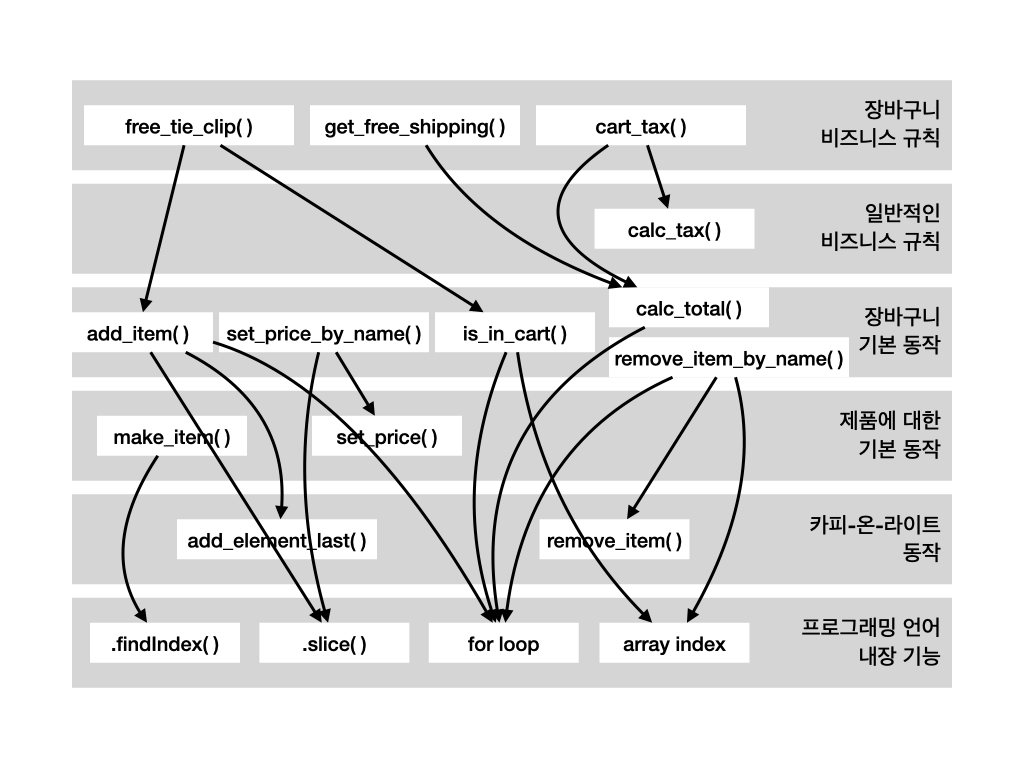 free_tie_clip( )
get_free_shipping( )
cart_tax( )
장바구니
비즈니스 규칙
calc_tax( )
일반적인
비즈니스 규칙
add_item( )
set_price_by_name( )
is_in_cart( )
calc_total( )
remove_item_by_name( )
장바구니
기본 동작
make_item( )
set_price( )
제품에 대한
기본 동작
add_element_last( )
remove_item( )
카피-온-라이트
동작
.findIndex( )
.slice( )
for loop
array index
프로그래밍 언어
내장 기능